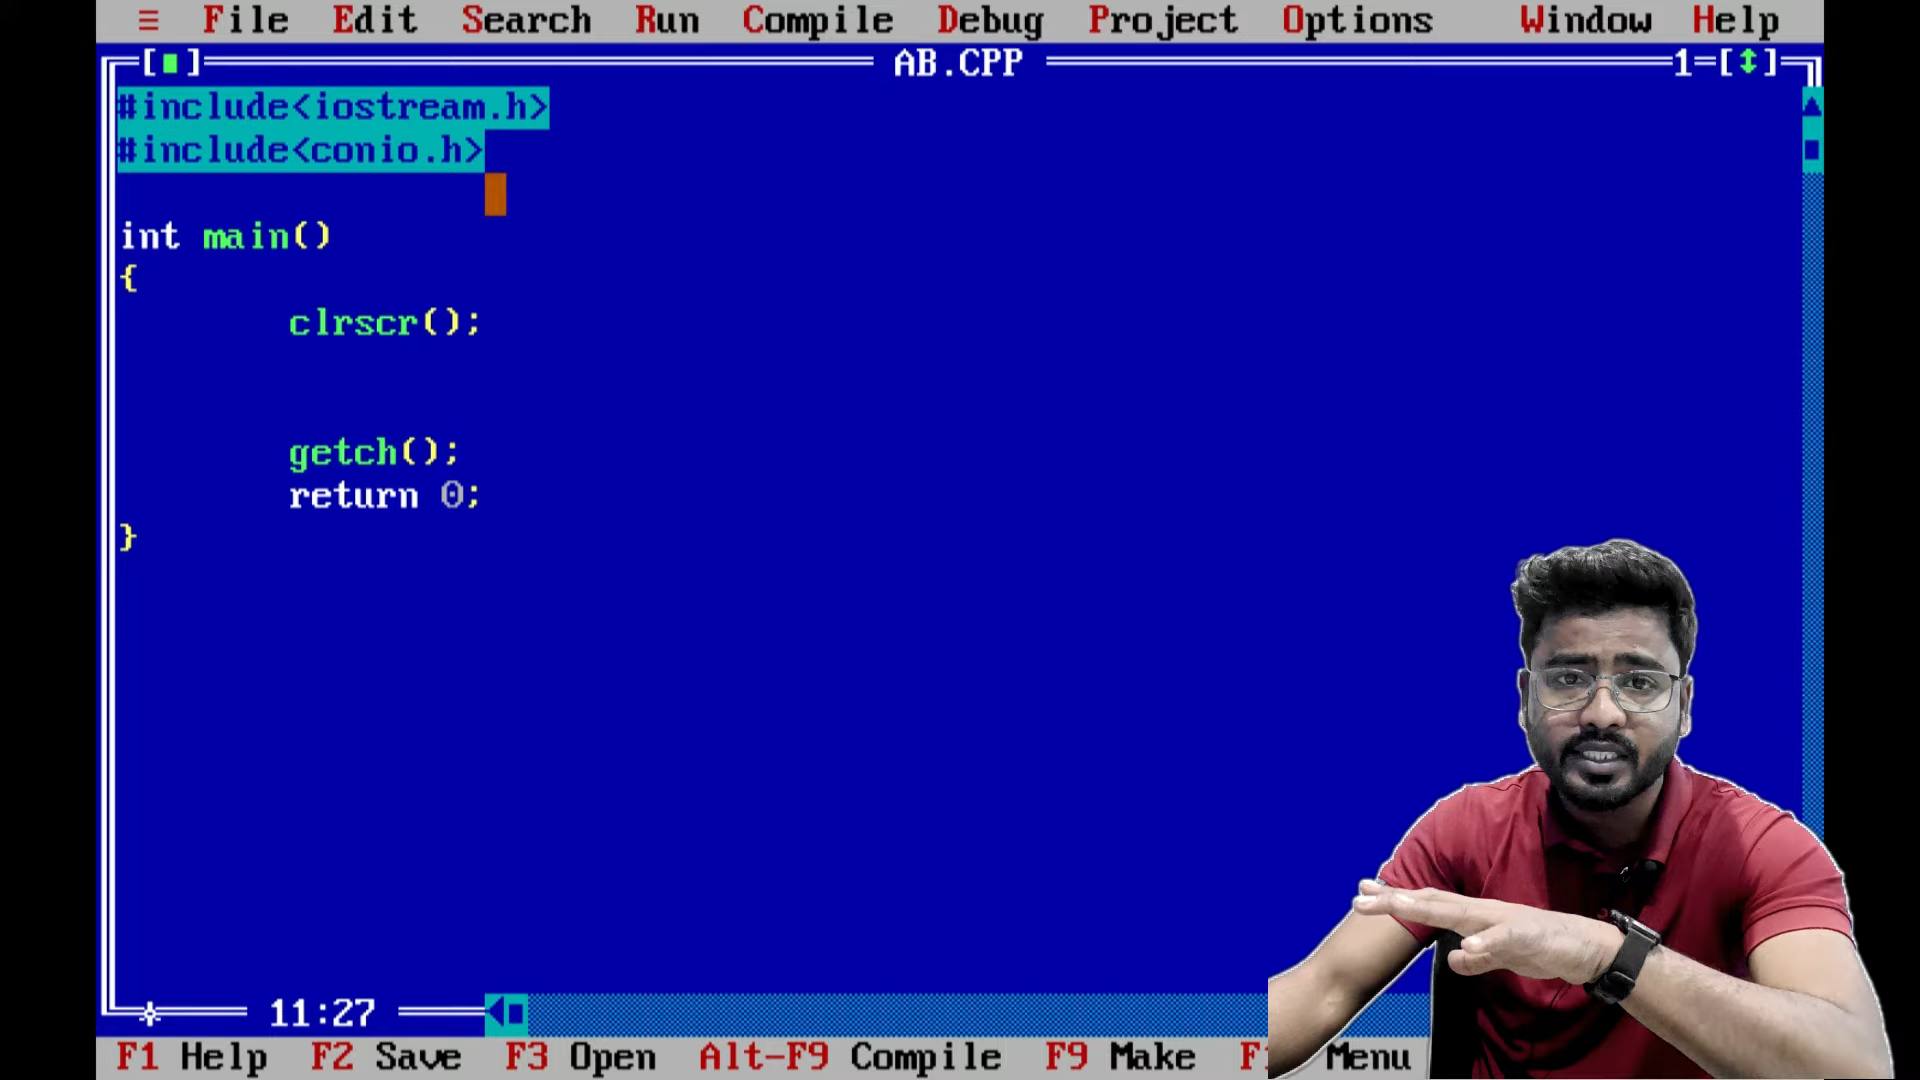 ≡ File Edit Search Run Compile Debug Project Options Window Help
[■] AB.CPP 1=[↕]
#include<iostream.h>
#include<conio.h>
int main()
{
clrscr();
getch();
return 0;
}
11:27
F1 Help F2 Save F3 Open Alt-F9 Compile F9 Make Menu